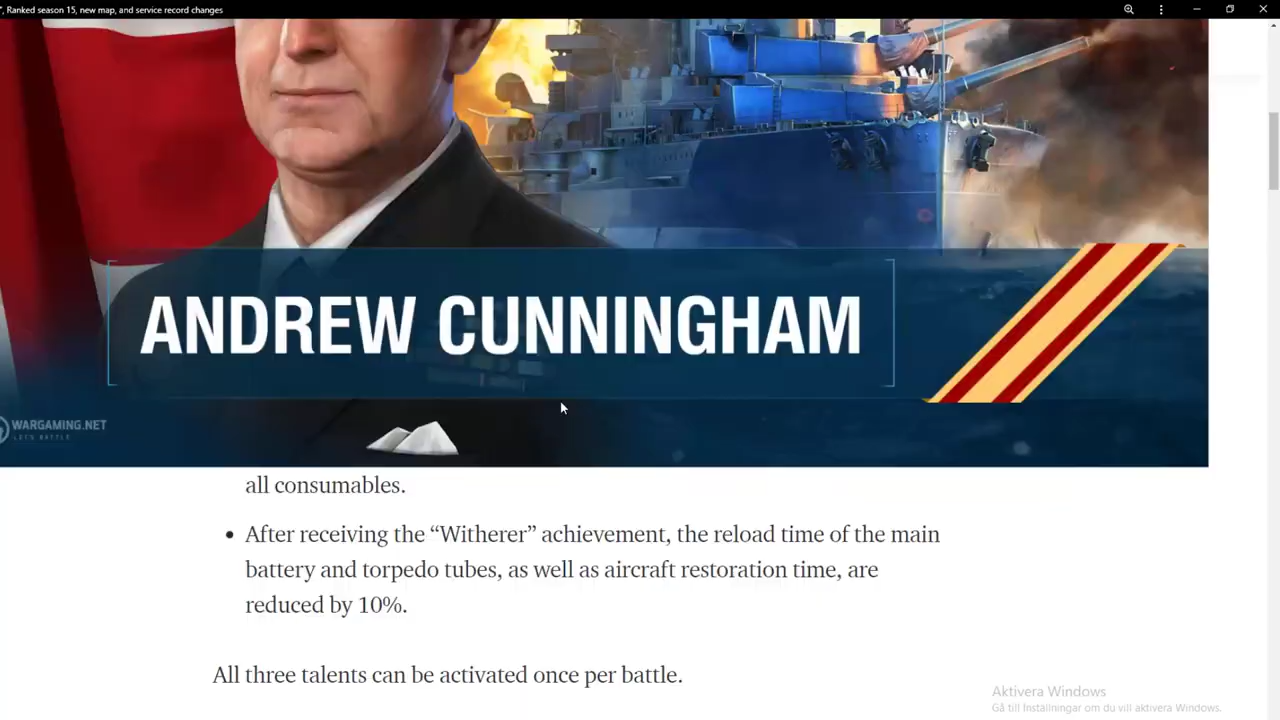 ", Ranked season 15, new map, and service record changes
ANDREW CUNNINGHAM
WARGAMING.NET
LET'S BATTLE
all consumables.
• After receiving the “Witherer” achievement, the reload time of the main
battery and torpedo tubes, as well as aircraft restoration time, are
reduced by 10%.
All three talents can be activated once per battle.
Aktivera Windows
Gå till Inställningar om du vill aktivera Windows.